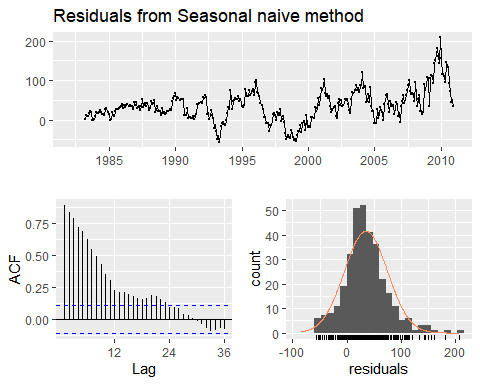 Residuals from Seasonal naive method
200
100
0
1985 1990 1995 2000 2005 2010
ACF
0.75
0.50
0.25
0.00
12 24 36
Lag
count
50
40
30
20
10
0
-100 0 100 200
residuals